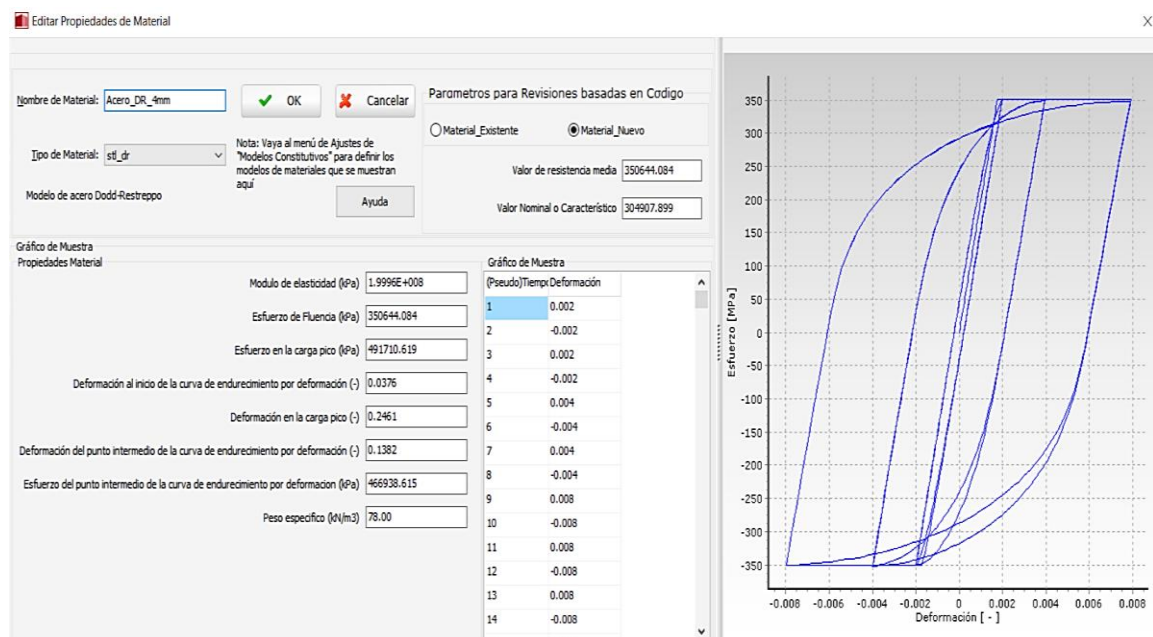 Editar Propiedades de Material
X
Nombre de Material: Acero_DR_4mm
OK
Cancelar
Parametros para Revisiones basadas en Codigo
Material_Existente
Material_Nuevo
Tipo de Material: stl_dr
Nota: Vaya al menú de Ajustes de
"Modelos Constitutivos" para definir los
modelos de materiales que se muestran
aquí
Valor de resistencia media 350644.084
Modelo de acero Dodd-Restreppo
Ayuda
Valor Nominal o Característico 304907.899
Gráfico de Muestra
Propiedades Material
Modulo de elasticidad (kPa) 1.9996E+008
Esfuerzo de Fluencia (kPa) 350644.084
Esfuerzo en la carga pico (kPa) 491710.619
Deformación al inicio de la curva de endurecimiento por deformación (-) 0.0376
Deformación en la carga pico (-) 0.2461
Deformación del punto intermedio de la curva de endurecimiento por deformación (-) 0.1382
Esfuerzo del punto intermedio de la curva de endurecimiento por deformacion (kPa) 466938.615
Peso especifico (kN/m3) 78.00
Gráfico de Muestra
(Pseudo)Tiempo Deformación
1 0.002
2 -0.002
3 0.002
4 -0.002
5 0.004
6 -0.004
7 0.004
8 -0.004
9 0.008
10 -0.008
11 0.008
12 -0.008
13 0.008
14 -0.008
Esfuerzo [MPa]
350
300
250
200
150
100
50
0
-50
-100
-150
-200
-250
-300
-350
-0.008 -0.006 -0.004 -0.002 0 0.002 0.004 0.006 0.008
Deformación [ - ]